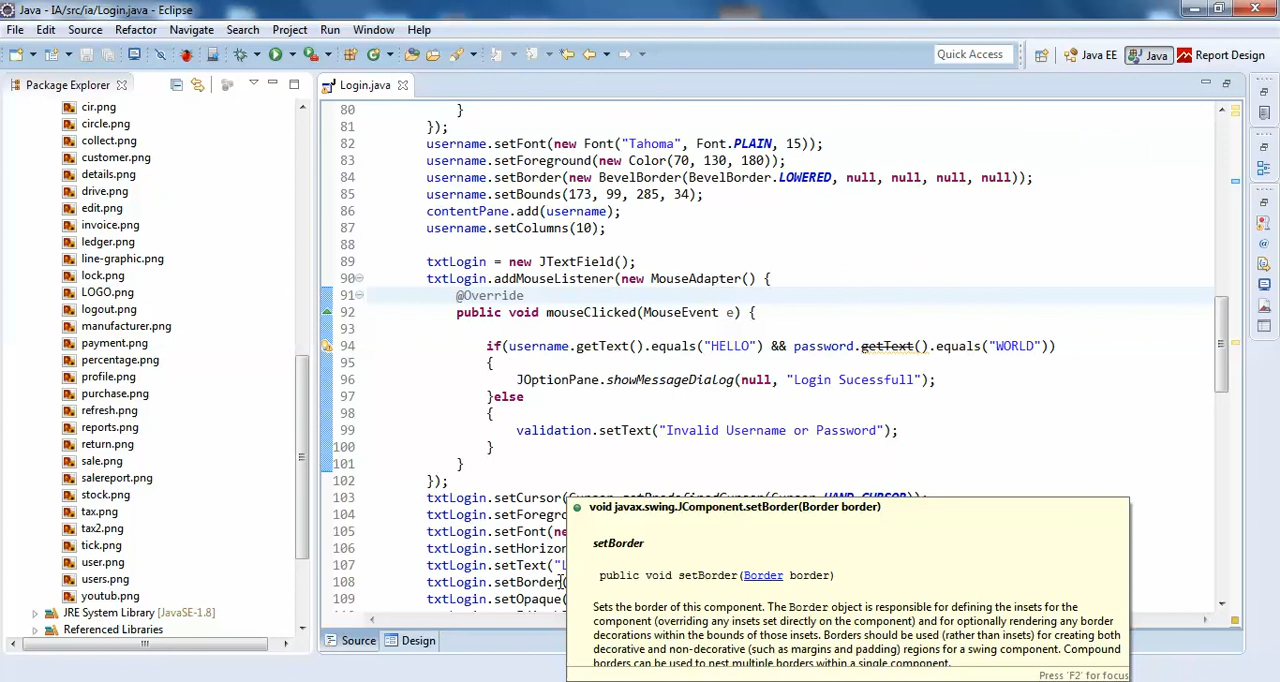 Java - IA/src/ia/Login.java - Eclipse
File Edit Source Refactor Navigate Search Project Run Window Help
Quick Access Java EE Java Report Design
Package Explorer
cir.png
circle.png
collect.png
customer.png
details.png
drive.png
edit.png
invoice.png
ledger.png
line-graphic.png
lock.png
LOGO.png
logout.png
manufacturer.png
payment.png
percentage.png
profile.png
purchase.png
refresh.png
reports.png
return.png
sale.png
salereport.png
stock.png
tax.png
tax2.png
tick.png
user.png
users.png
youtub.png
JRE System Library [JavaSE-1.8]
Referenced Libraries
Login.java
80 }
81 });
82 username.setFont(new Font("Tahoma", Font.PLAIN, 15));
83 username.setForeground(new Color(70, 130, 180));
84 username.setBorder(new BevelBorder(BevelBorder.LOWERED, null, null, null, null));
85 username.setBounds(173, 99, 285, 34);
86 contentPane.add(username);
87 username.setColumns(10);
88
89 txtLogin = new JTextField();
90 txtLogin.addMouseListener(new MouseAdapter() {
91 @Override
92 public void mouseClicked(MouseEvent e) {
93
94 if(username.getText().equals("HELLO") && password.getText().equals("WORLD"))
95 {
96 JOptionPane.showMessageDialog(null, "Login Sucessfull");
97 }else
98 {
99 validation.setText("Invalid Username or Password");
100 }
101 }
102 });
103 txtLogin.setCursor(Cursor.getPredefinedCursor(Cursor.HAND_CURSOR));
104 txtLogin.setForegr
105 txtLogin.setFont(ne
106 txtLogin.setHorizon
107 txtLogin.setText("L
108 txtLogin.setBorder(
109 txtLogin.setOpaque(
void javax.swing.JComponent.setBorder(Border border)
setBorder
public void setBorder(Border border)
Sets the border of this component. The Border object is responsible for defining the insets for the
component (overriding any insets set directly on the component) and for optionally rendering any
border decorations within the bounds of those insets. Borders should be used (rather than insets) for creating both
decorative and non-decorative (such as margins and padding) regions for a swing component. Compound
borders can be used to nest multiple borders within a single component.
Press 'F2' for focus
Source Design